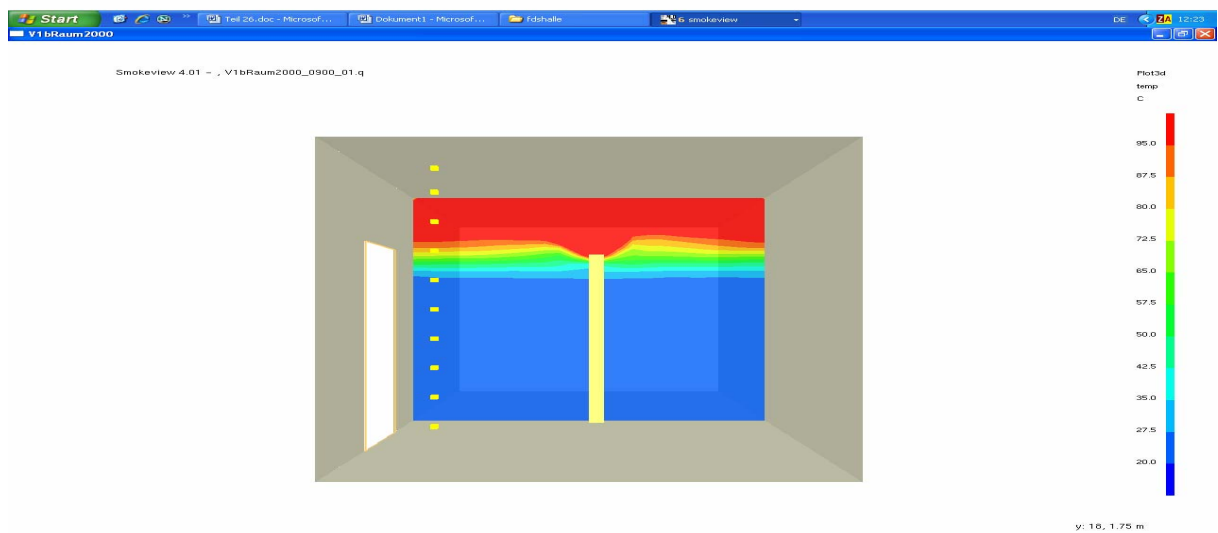 Start
Teil 26.doc - Microsof...
Dokument1 - Microsof...
fdshalle
6 smokeview
DE
12:23
V1bRaum2000
Smokeview 4.01 - , V1bRaum2000_0900_01.q
Plot3d
temp
C
95.0
87.5
80.0
72.5
65.0
57.5
50.0
42.5
35.0
27.5
20.0
y: 18, 1.75 m